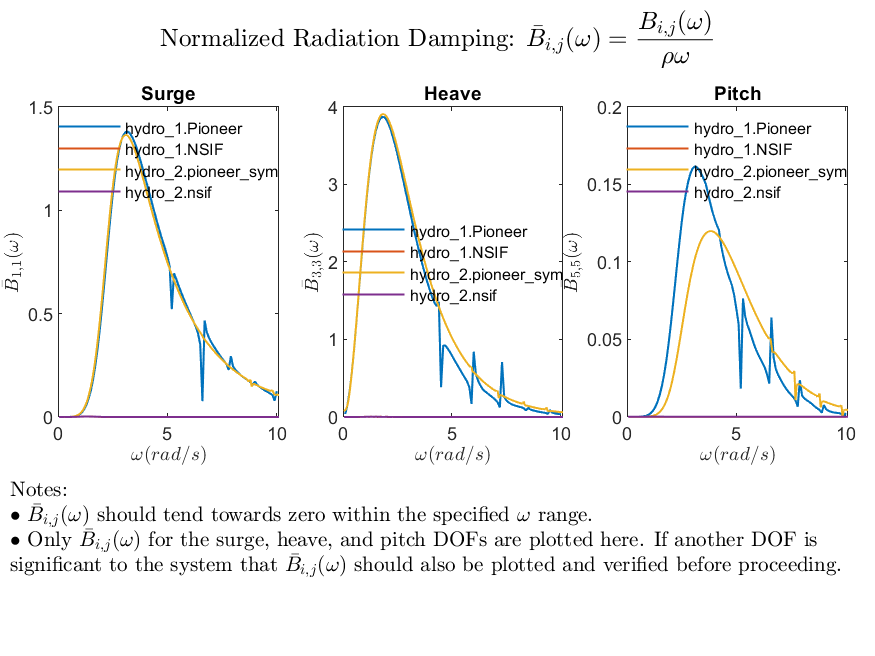 Normalized Radiation Damping: B̄i,j(ω) = Bi,j(ω) / ρω
Surge
1.5
1
0.5
0
0 5 10
B̄1,1(ω)
ω(rad/s)
hydro_1.Pioneer
hydro_1.NSIF
hydro_2.pioneer_sym
hydro_2.nsif
Heave
4
3
2
1
0
0 5 10
B̄3,3(ω)
ω(rad/s)
hydro_1.Pioneer
hydro_1.NSIF
hydro_2.pioneer_sym
hydro_2.nsif
Pitch
0.2
0.15
0.1
0.05
0
0 5 10
B̄5,5(ω)
ω(rad/s)
hydro_1.Pioneer
hydro_1.NSIF
hydro_2.pioneer_sym
hydro_2.nsif
Notes:
• B̄i,j(ω) should tend towards zero within the specified ω range.
• Only B̄i,j(ω) for the surge, heave, and pitch DOFs are plotted here. If another DOF is
significant to the system that B̄i,j(ω) should also be plotted and verified before proceeding.